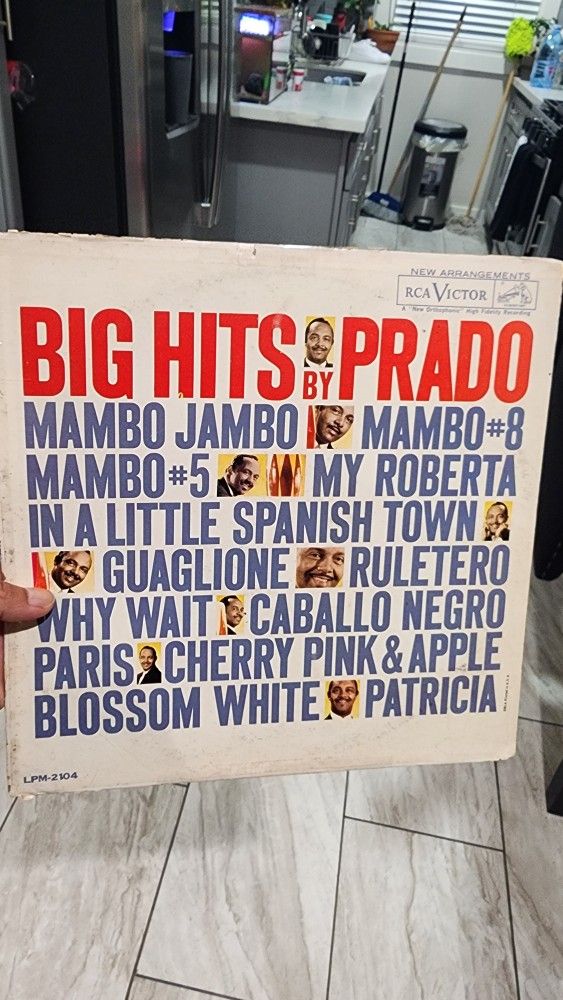 NEW ARRANGEMENTS
RCA VICTOR
A "New Orthophonic" High Fidelity Recording
BIG HITS BY PRADO
MAMBO JAMBO MAMBO #8
MAMBO #5 MY ROBERTA
IN A LITTLE SPANISH TOWN
GUAGLIONE RULETERO
WHY WAIT CABALLO NEGRO
PARIS CHERRY PINK & APPLE
BLOSSOM WHITE PATRICIA
LPM-2104